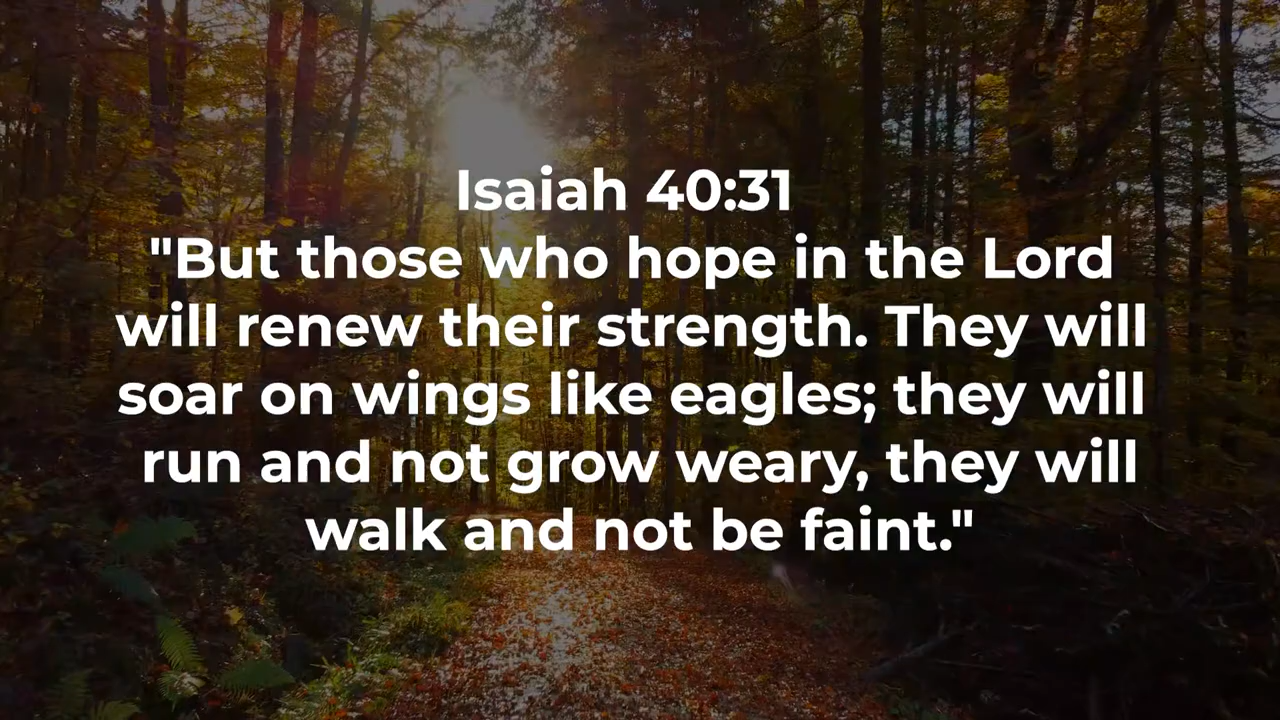 Isaiah 40:31
"But those who hope in the Lord
will renew their strength. They will
soar on wings like eagles; they will
run and not grow weary, they will
walk and not be faint."